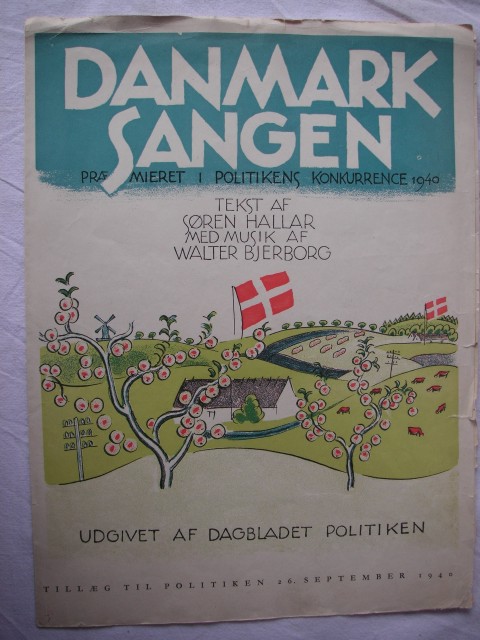 DANMARK
SANGEN
PRÆMIERET I POLITIKENS KONKURRENCE 1940
TEKST AF
SØREN HALLAR
MED MUSIK AF
WALTER BJERBORG
UDGIVET AF DAGBLADET POLITIKEN
TILLÆG TIL POLITIKEN 26. SEPTEMBER 1940